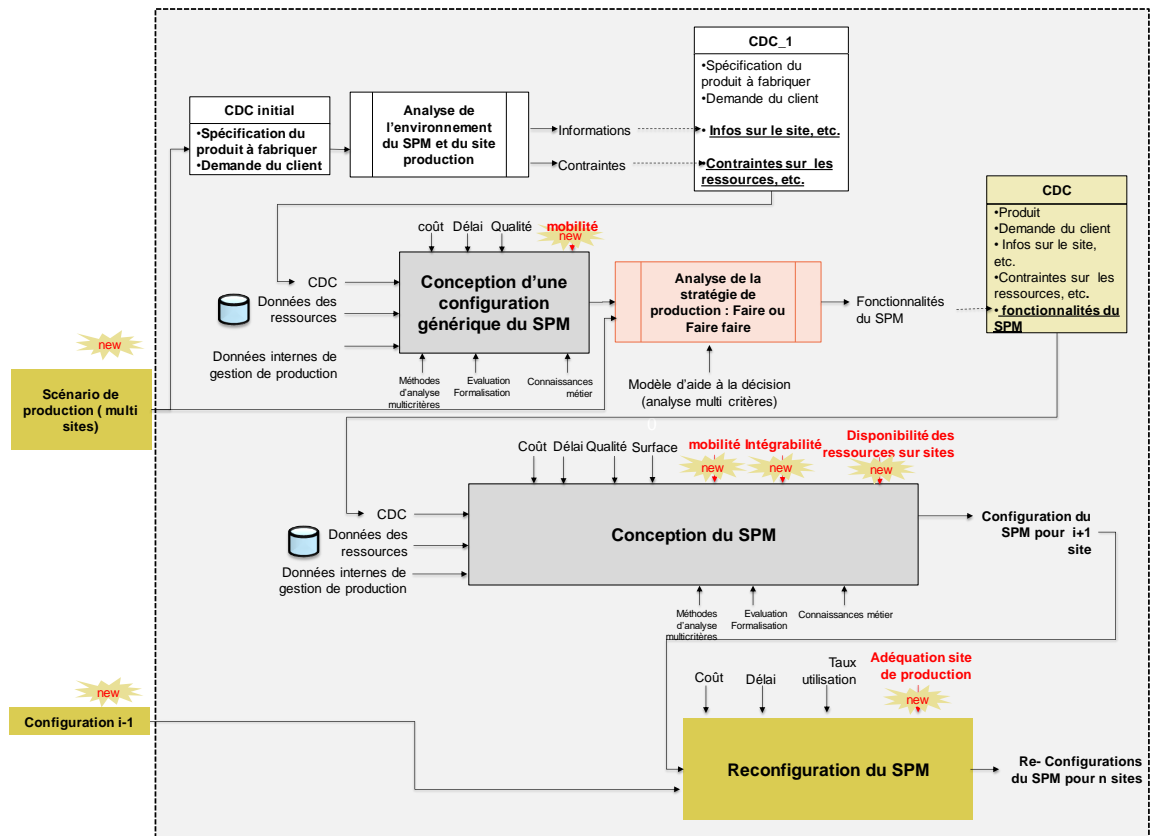 CDC_1
•Spécification du
produit à fabriquer
•Demande du client
• Infos sur le site, etc.
Contraintes sur les
ressources, etc.
CDC initial
•Spécification du
produit à fabriquer
•Demande du client
Analyse de
l'environnement
du SPM et du site
production
Informations
Contraintes
CDC
•Produit
•Demande du client
• Infos sur le site,
etc.
•Contraintes sur les
ressources, etc.
• fonctionnalités du
SPM
coût
Délai
Qualité
mobilité
new
CDC
Données des
ressources
Données internes de
gestion de production
Conception d'une
configuration
générique du SPM
Méthodes
d'analyse
multicritères
Evaluation
Formalisation
Connaissances
métier
Analyse de la
stratégie de
production : Faire ou
Faire faire
Fonctionnalités
du SPM
Modèle d'aide à la décision
(analyse multi critères)
new
Scénario de
production ( multi
sites)
U
Coût
Délai
Qualité
Surface
mobilité
new
Intégrabilité
new
Disponibilité des
ressources sur sites
new
CDC
Données des
ressources
Données internes de
gestion de production
Conception du SPM
Configuration du
SPM pour i+1
site
Méthodes
d'analyse
multicritères
Evaluation
Formalisation
Connaissances métier
new
Configuration i-1
Coût
Délai
Taux
utilisation
Adéquation site
de production
new
Reconfiguration du SPM
Re- Configurations
du SPM pour n sites